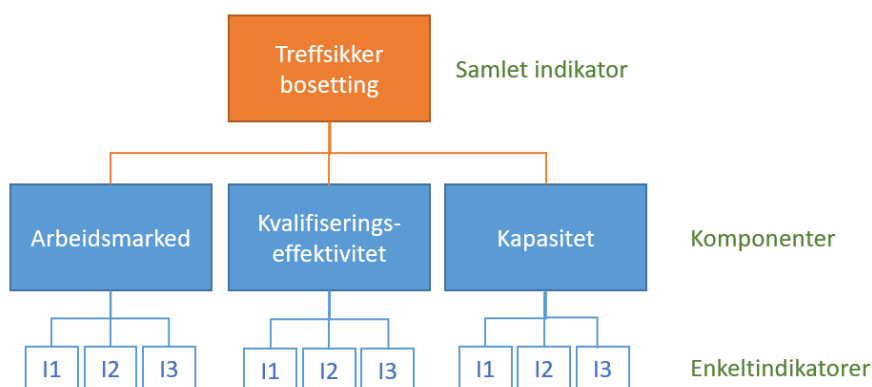 Treffsikker
bosetting
Samlet indikator
Arbeidsmarked
Kvalifiserings-
effektivitet
Kapasitet
Komponenter
I1 I2 I3
I1 I2 I3
I1 I2 I3
Enkeltindikatorer